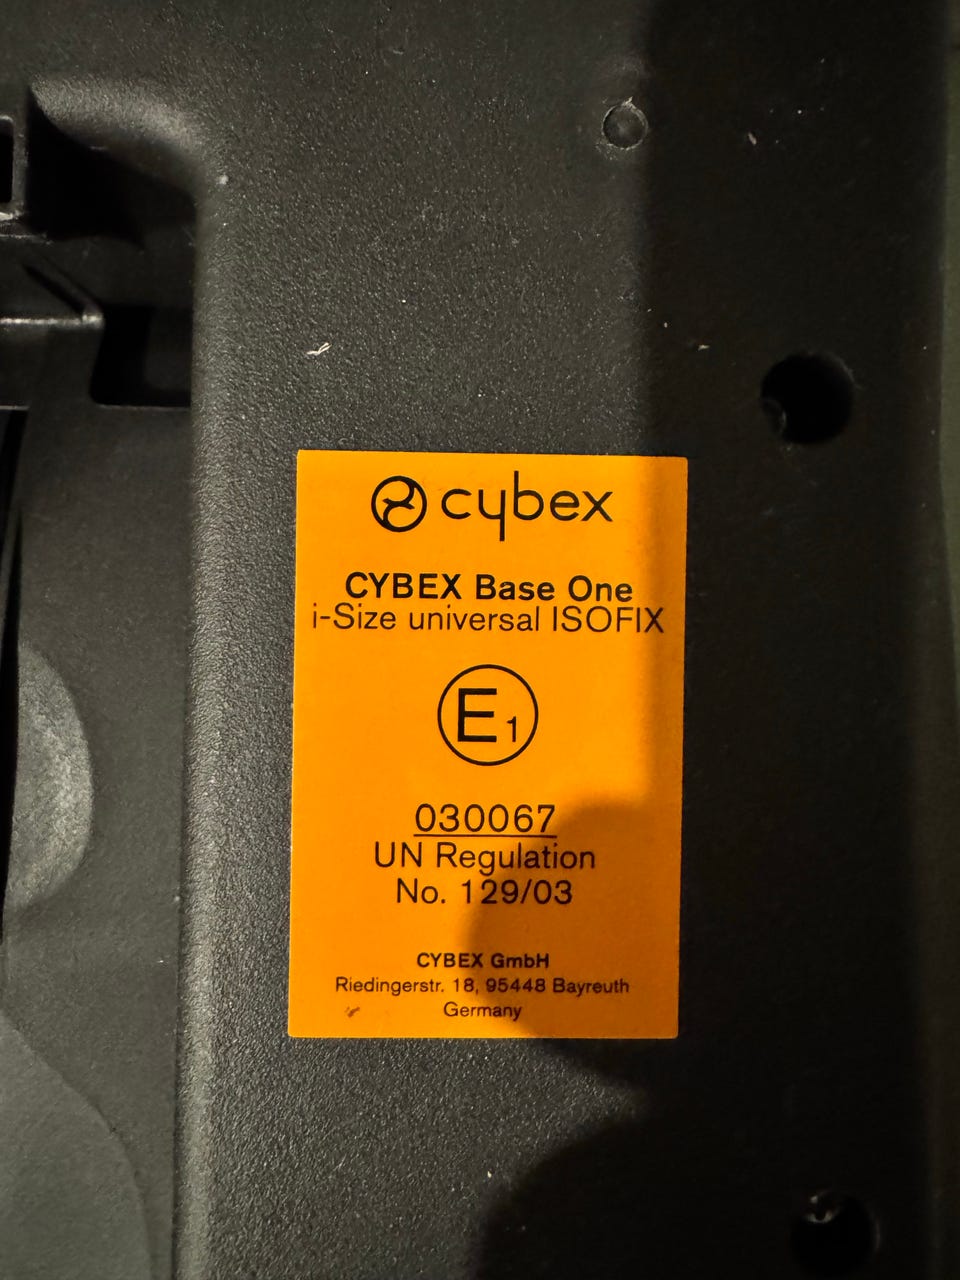 cybex
CYBEX Base One
i-Size universal ISOFIX
E1
030067
UN Regulation
No. 129/03
CYBEX GmbH
Riedingerstr. 18, 95448 Bayreuth
Germany